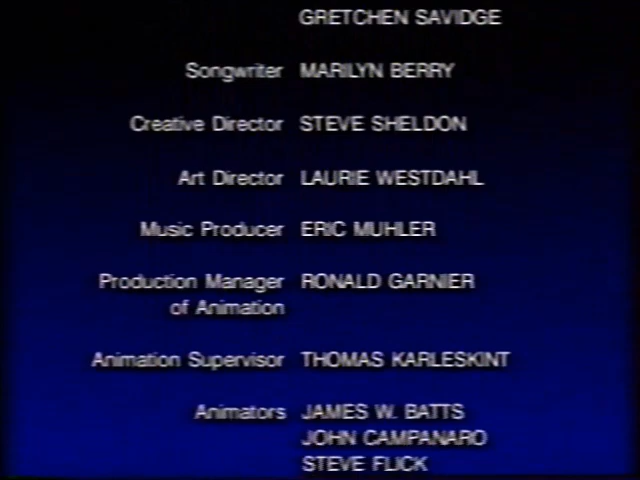 GRETCHEN SAVIDGE
Songwriter MARILYN BERRY
Creative Director STEVE SHELDON
Art Director LAURIE WESTDAHL
Music Producer ERIC MUHLER
Production Manager RONALD GARNIER
of Animation
Animation Supervisor THOMAS KARLESKINT
Animators JAMES W. BATTS
JOHN CAMPANARO
STEVE FLICK